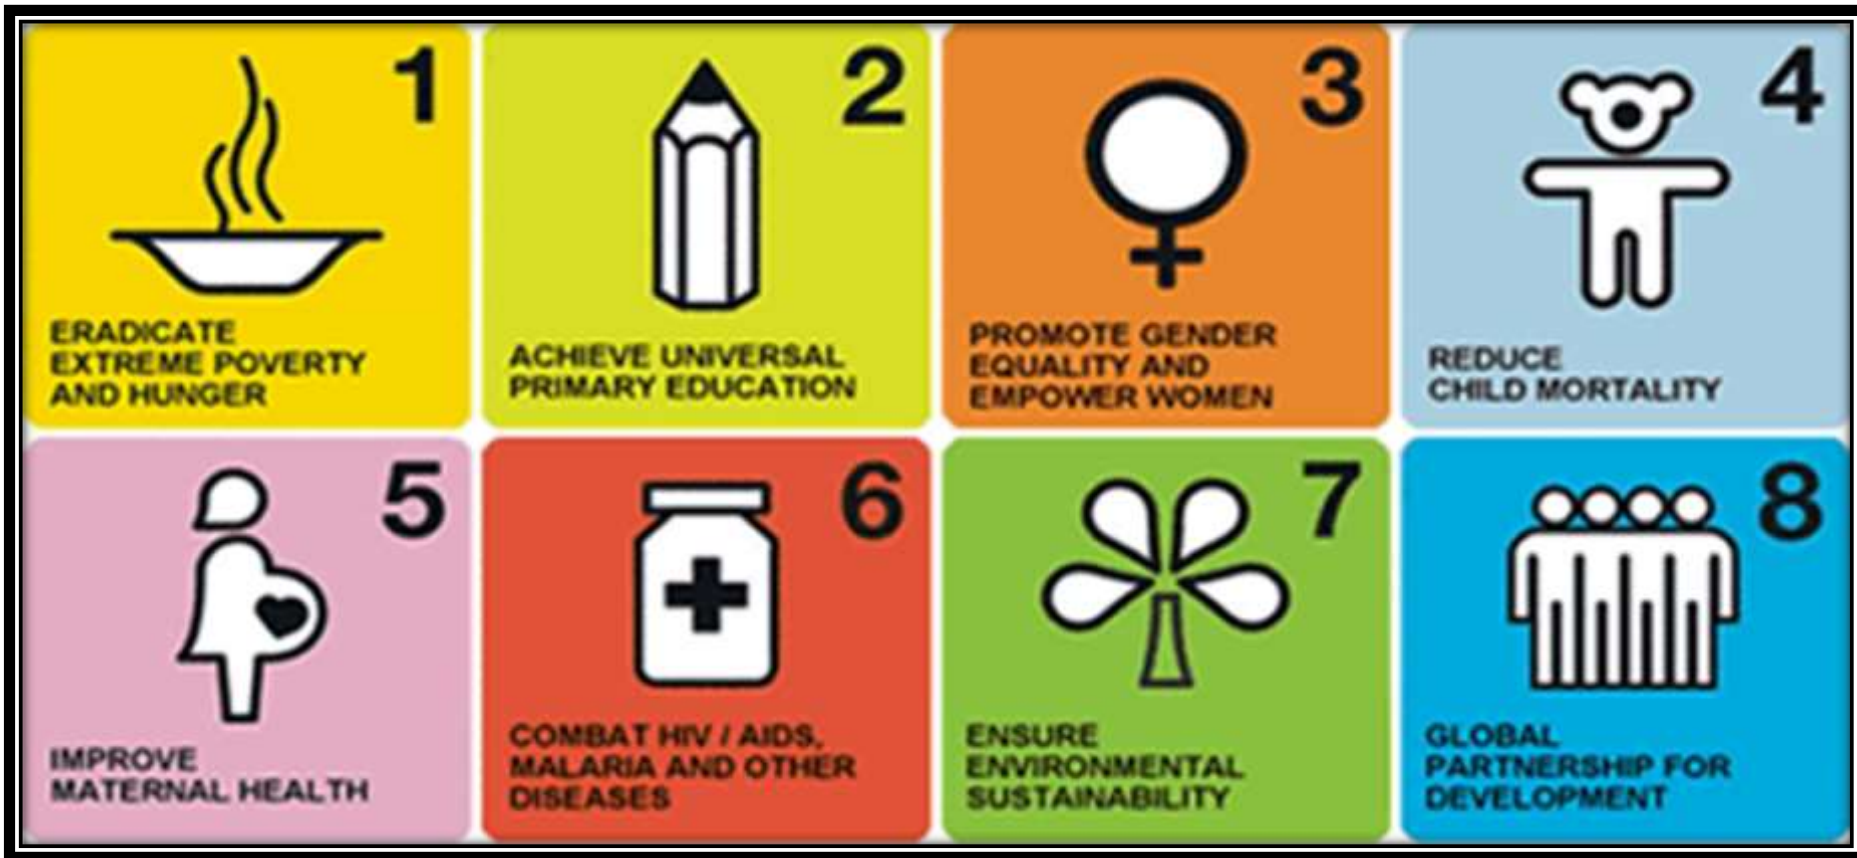 1
ERADICATE
EXTREME POVERTY
AND HUNGER
2
ACHIEVE UNIVERSAL
PRIMARY EDUCATION
3
PROMOTE GENDER
EQUALITY AND
EMPOWER WOMEN
4
REDUCE
CHILD MORTALITY
5
IMPROVE
MATERNAL HEALTH
6
COMBAT HIV / AIDS,
MALARIA AND OTHER
DISEASES
7
ENSURE
ENVIRONMENTAL
SUSTAINABILITY
8
GLOBAL
PARTNERSHIP FOR
DEVELOPMENT